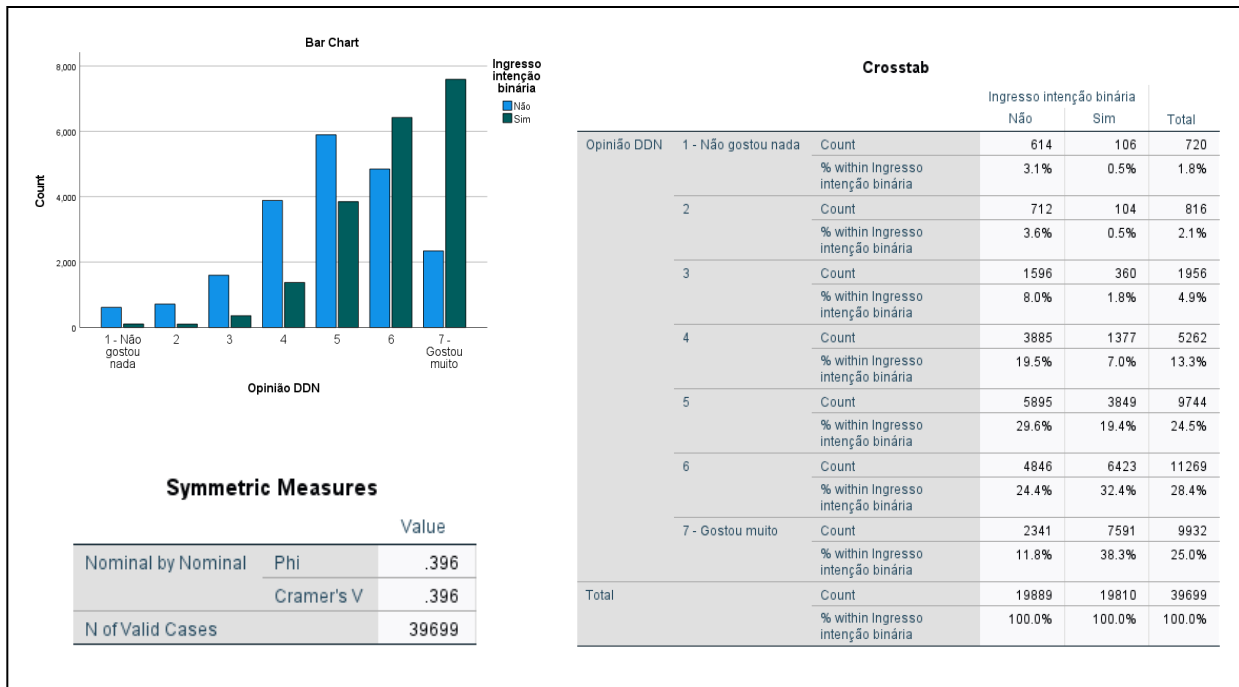 Bar Chart
Ingresso
intenção
binária
Não
Sim
8,000
6,000
4,000
2,000
0
Count
1 - Não
gostou
nada
2
3
4
5
6
7 -
Gostou
muito
Opinião DDN
Symmetric Measures
Value
Nominal by Nominal Phi .396
Cramer's V .396
N of Valid Cases 39699
Crosstab
Ingresso intenção binária
Não Sim Total
Opinião DDN 1 - Não gostou nada Count 614 106 720
% within Ingresso
intenção binária 3.1% 0.5% 1.8%
2 Count 712 104 816
% within Ingresso
intenção binária 3.6% 0.5% 2.1%
3 Count 1596 360 1956
% within Ingresso
intenção binária 8.0% 1.8% 4.9%
4 Count 3885 1377 5262
% within Ingresso
intenção binária 19.5% 7.0% 13.3%
5 Count 5895 3849 9744
% within Ingresso
intenção binária 29.6% 19.4% 24.5%
6 Count 4846 6423 11269
% within Ingresso
intenção binária 24.4% 32.4% 28.4%
7 - Gostou muito Count 2341 7591 9932
% within Ingresso
intenção binária 11.8% 38.3% 25.0%
Total Count 19889 19810 39699
% within Ingresso
intenção binária 100.0% 100.0% 100.0%